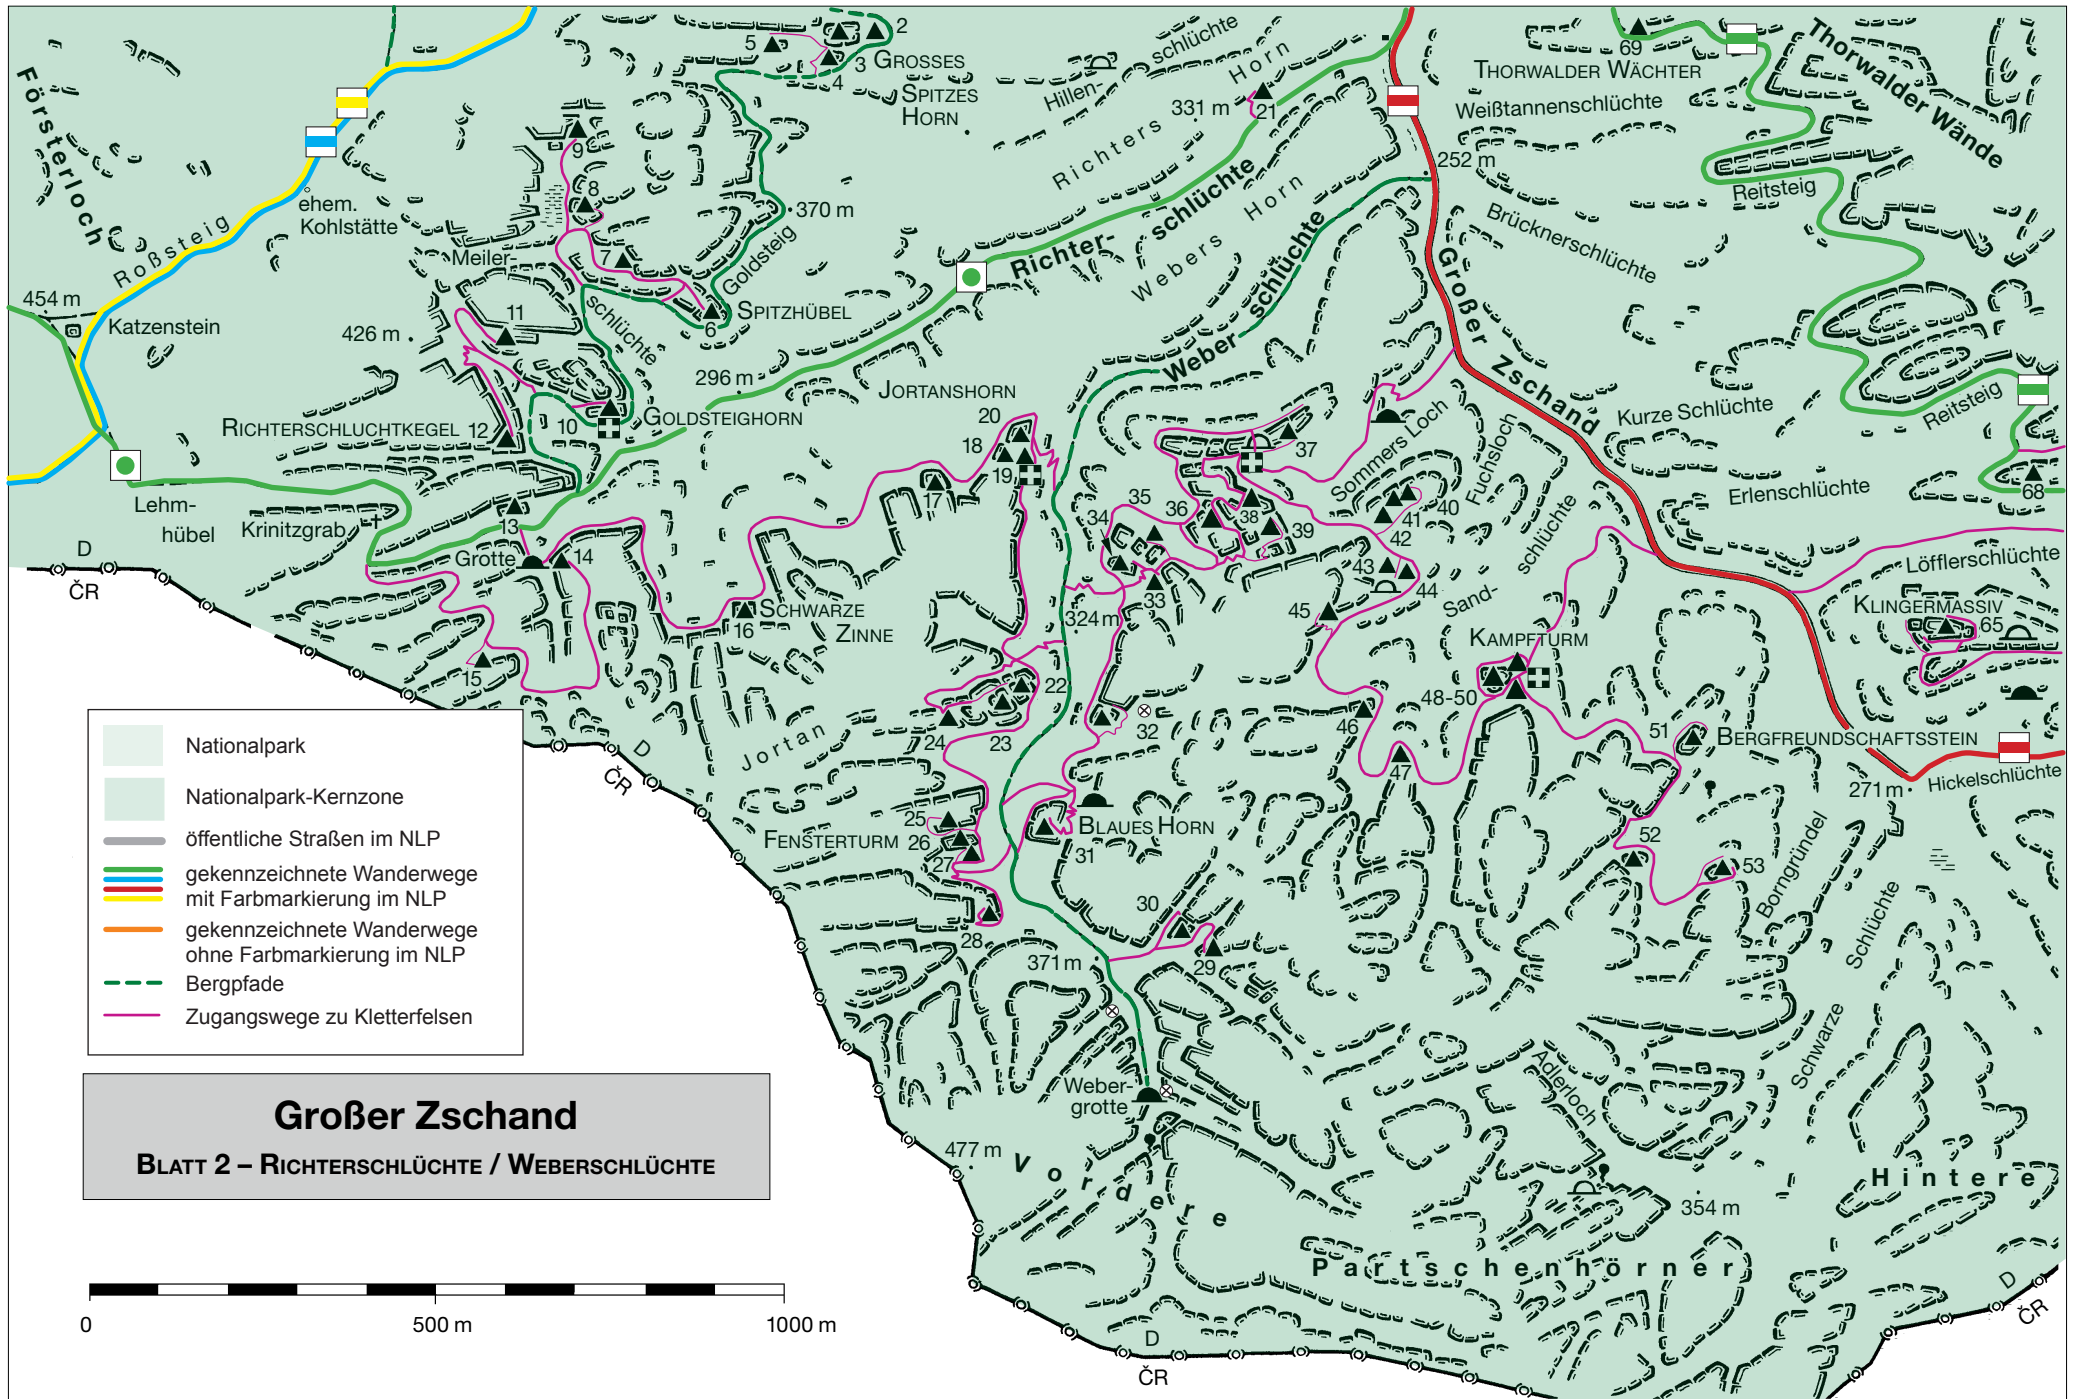 2
5
3
4
GROSSES
SPITZES
HORN
69
THORWALDER WÄCHTER
Thorwalder Wände
Försterloch
Hillen-
schlüchte
Richters Horn
331 m
21
Weißtannenschlüchte
9
252 m
ehem.
Kohlstätte
8
370 m
Reitsteig
Roßsteig
Goldsteig
Richter-
schlüchte
Webers Horn
Brücknerschlüchte
Meiler-
schlüchte
7
6
SPITZHÜBEL
454 m
Katzenstein
426 m
11
Weber
schlüchte
Großer Zschand
296 m
JORTANSHORN
Kurze Schlüchte
Reitsteig
RICHTERSCHLUCHTKEGEL
12
10
GOLDSTEIGHORN
20
18
19
37
Sommers Loch
Fuchsloch
Lehm-
hübel
Krinitzgrab
17
35
36
34
38
39
40
41
42
Erlenschlüchte
68
13
Grotte
14
D
ČR
43
44
Sand-
schlüchte
Löfflerschlüchte
SCHWARZE
ZINNE
16
33
324 m
45
KLINGERMASSIV
65
KAMPFTURM
15
22
48-50
Jortan
24
23
32
46
51
BERGFREUNDSCHAFTSSTEIN
D
ČR
47
Hickelschlüchte
271 m
Nationalpark
Nationalpark-Kernzone
öffentliche Straßen im NLP
gekennzeichnete Wanderwege
mit Farbmarkierung im NLP
gekennzeichnete Wanderwege
ohne Farbmarkierung im NLP
Bergpfade
Zugangswege zu Kletterfelsen
25
FENSTERTURM
26
27
BLAUES HORN
31
52
53
Borngründel
30
28
29
371 m
Schwarze Schlüchte
Weber-
grotte
Adlerloch
Großer Zschand
BLATT 2 – RICHTERSCHLÜCHTE / WEBERSCHLÜCHTE
477 m
Vordere
Hintere
354 m
Partschenhörner
0
500 m
1000 m
D
ČR
D
ČR